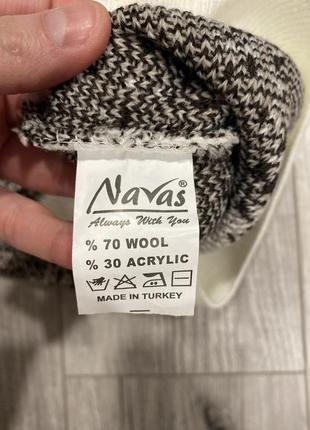 Navas®
Always With You
% 70 WOOL
% 30 ACRYLIC
MADE IN TURKEY